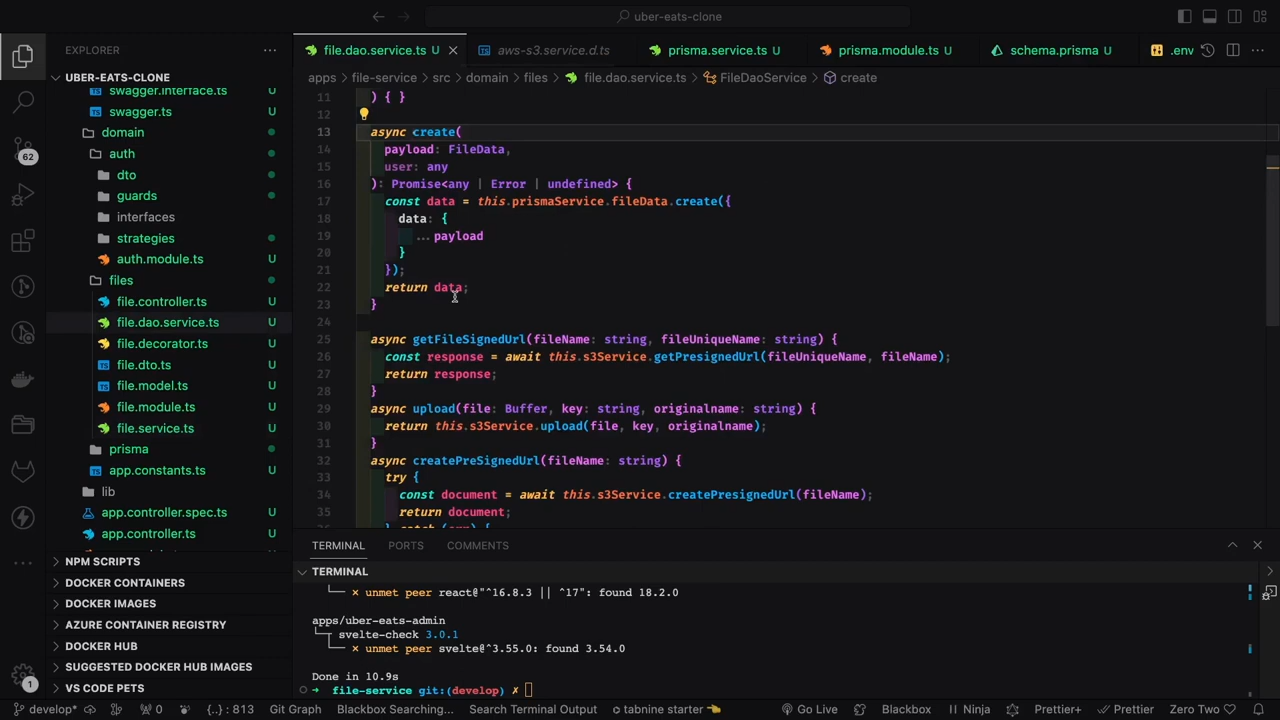 uber-eats-clone
EXPLORER
UBER-EATS-CLONE
swagger.interface.ts U
swagger.ts U
domain
auth
dto
guards
interfaces
strategies
auth.module.ts U
files
file.controller.ts U
file.dao.service.ts U
file.decorator.ts U
file.dto.ts U
file.model.ts U
file.module.ts U
file.service.ts U
prisma
app.constants.ts U
lib
app.controller.spec.ts U
app.controller.ts U
NPM SCRIPTS
DOCKER CONTAINERS
DOCKER IMAGES
AZURE CONTAINER REGISTRY
DOCKER HUB
SUGGESTED DOCKER HUB IMAGES
VS CODE PETS
62
1
file.dao.service.ts U
aws-s3.service.d.ts
prisma.service.ts U
prisma.module.ts U
schema.prisma U
.env
apps > file-service > src > domain > files > file.dao.service.ts > FileDaoService > create
11 ) { }
12
13 async create(
14 payload: FileData,
15 user: any
16 ): Promise<any | Error | undefined> {
17 const data = this.prismaService.fileData.create({
18 data: {
19 ...payload
20 }
21 });
22 return data;
23 }
24
25 async getFileSignedUrl(fileName: string, fileUniqueName: string) {
26 const response = await this.s3Service.getPresignedUrl(fileUniqueName, fileName);
27 return response;
28 }
29 async upload(file: Buffer, key: string, originalname: string) {
30 return this.s3Service.upload(file, key, originalname);
31 }
32 async createPreSignedUrl(fileName: string) {
33 try {
34 const document = await this.s3Service.createPresignedUrl(fileName);
35 return document;
36 } catch (err) {
TERMINAL PORTS COMMENTS
TERMINAL
└── ✕ unmet peer react@"^16.8.3 || ^17": found 18.2.0
apps/uber-eats-admin
└─┬ svelte-check 3.0.1
└── ✕ unmet peer svelte@^3.55.0: found 3.54.0
Done in 10.9s
➜ file-service git:(develop) ✗
develop* 0 {..} : 813 Git Graph Blackbox Searching... Search Terminal Output tabnine starter Go Live Blackbox Ninja Prettier+ Prettier Zero Two